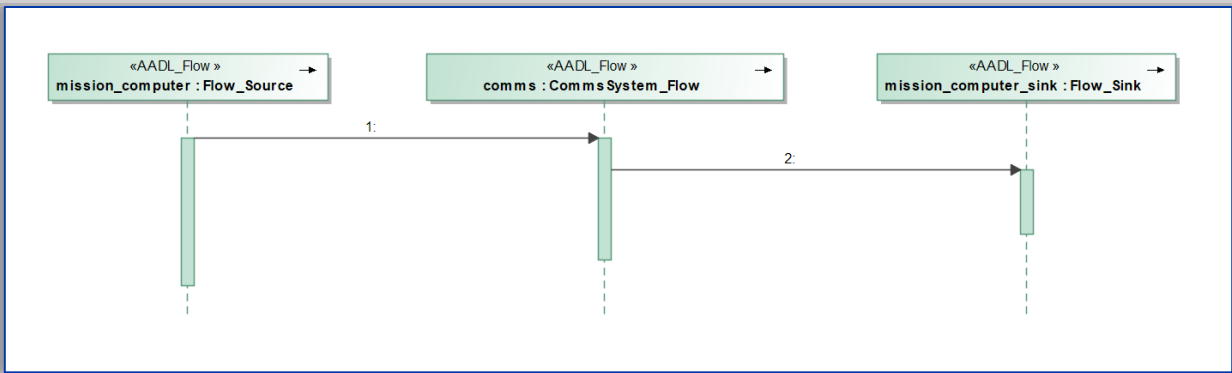 «AADL_Flow »
mission_computer : Flow_Source
«AADL_Flow »
comms : CommsSystem_Flow
«AADL_Flow »
mission_computer_sink : Flow_Sink
1:
2: